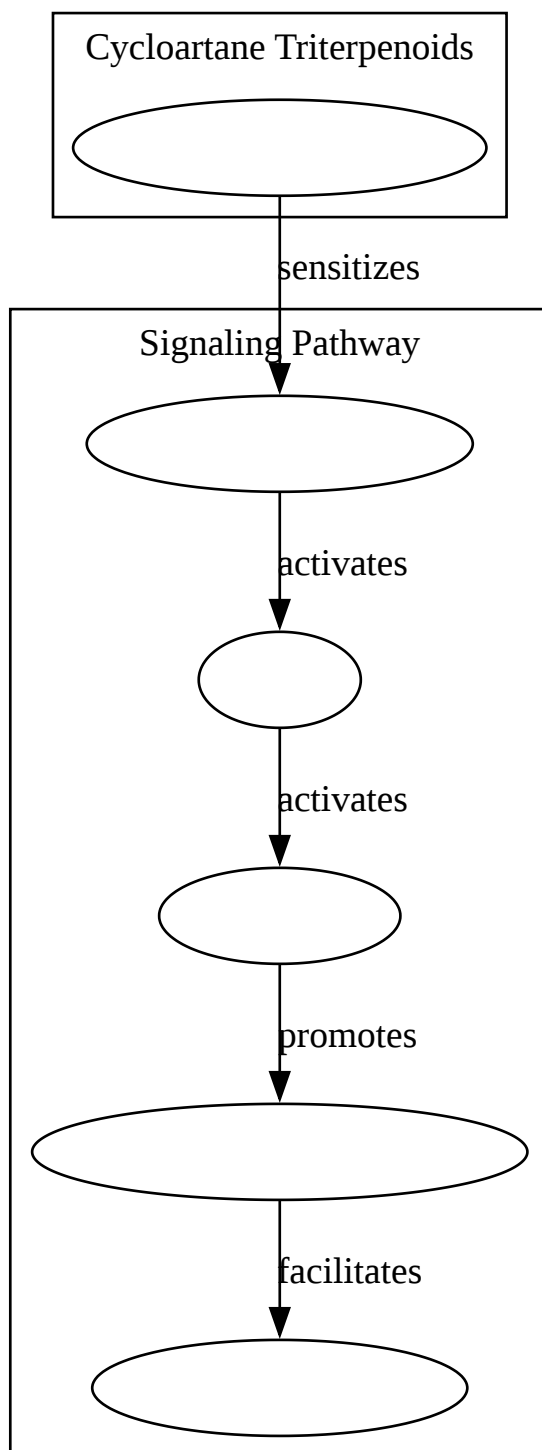 Cycloartane Triterpenoids
sensitizes
Signaling Pathway
activates
activates
promotes
facilitates